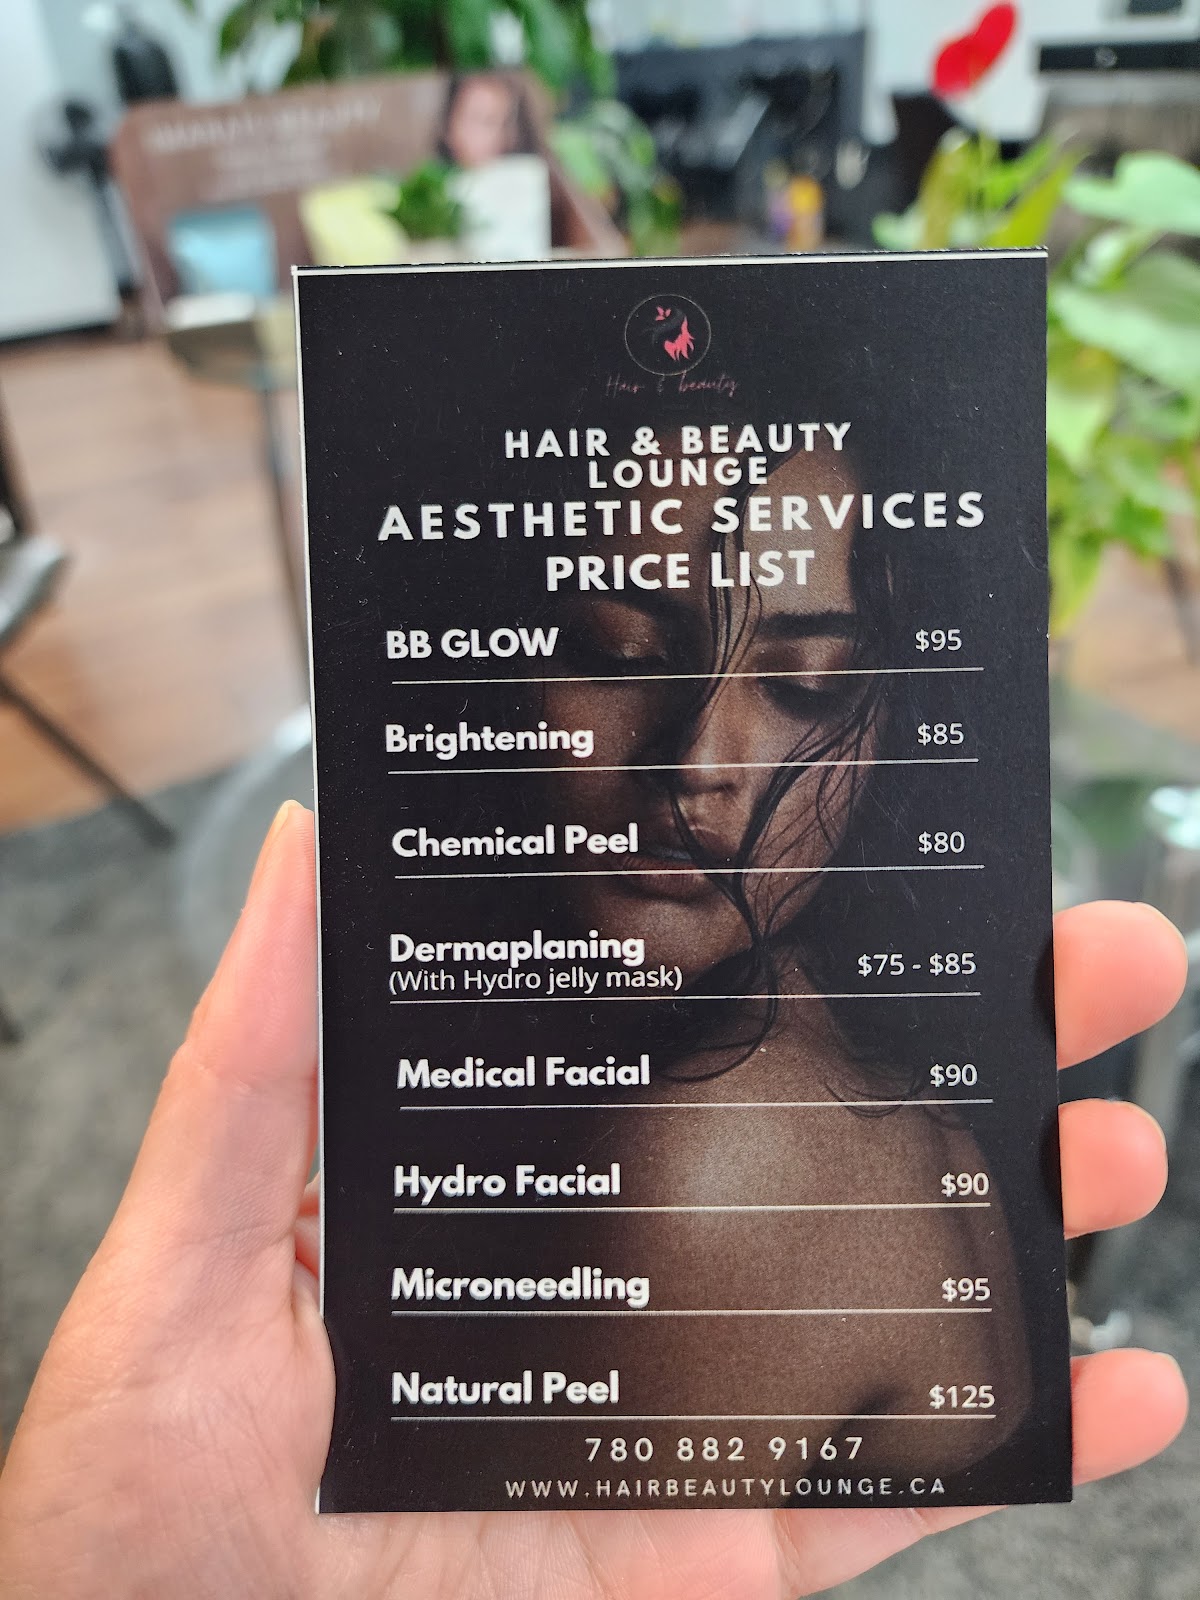 Hair & beauty
HAIR & BEAUTY
LOUNGE
AESTHETIC SERVICES
PRICE LIST
BB GLOW $95
Brightening $85
Chemical Peel $80
Dermaplaning
(With Hydro jelly mask) $75 - $85
Medical Facial $90
Hydro Facial $90
Microneedling $95
Natural Peel $125
780 882 9167
WWW.HAIRBEAUTYLOUNGE.CA